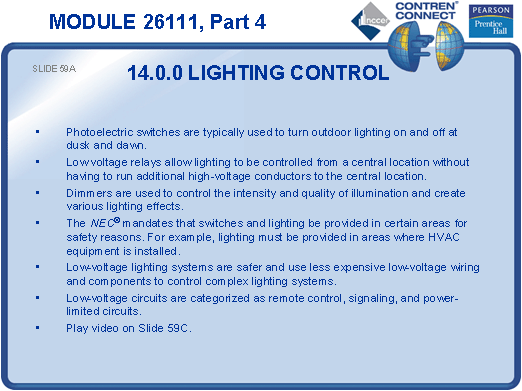 MODULE 26111, Part 4
nccer
CONTREN®
CONNECT
PEARSON
Prentice
Hall
SLIDE 59A
14.0.0 LIGHTING CONTROL
• Photoelectric switches are typically used to turn outdoor lighting on and off at
dusk and dawn.
• Low voltage relays allow lighting to be controlled from a central location without
having to run additional high-voltage conductors to the central location.
• Dimmers are used to control the intensity and quality of illumination and create
various lighting effects.
• The NEC® mandates that switches and lighting be provided in certain areas for
safety reasons. For example, lighting must be provided in areas where HVAC
equipment is installed.
• Low-voltage lighting systems are safer and use less expensive low-voltage wiring
and components to control complex lighting systems.
• Low-voltage circuits are categorized as remote control, signaling, and power-
limited circuits.
• Play video on Slide 59C.